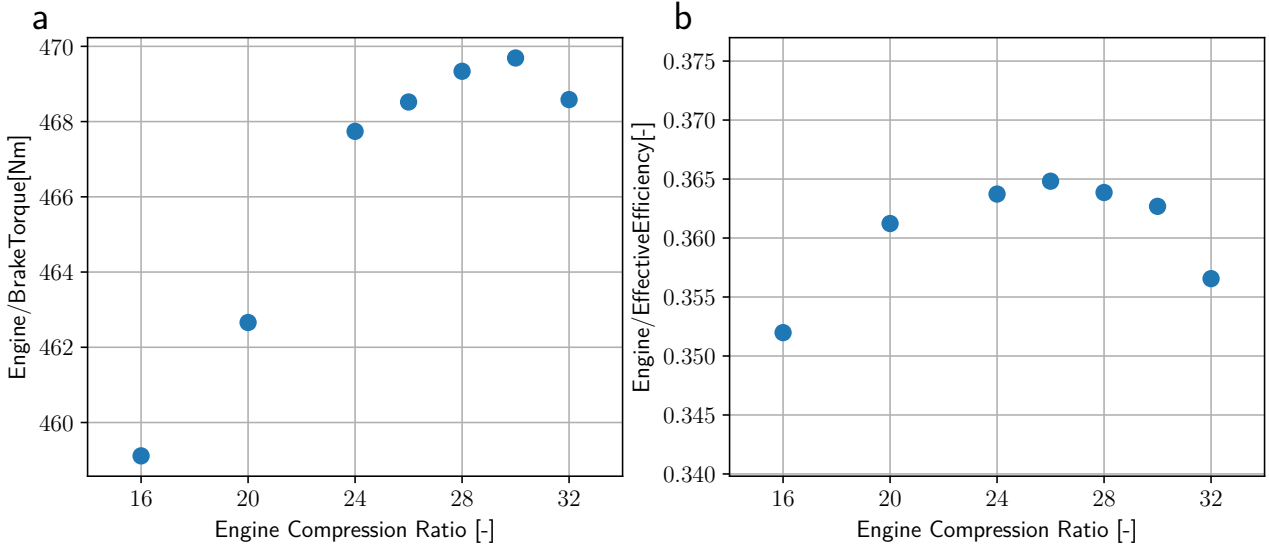 a
Engine/BrakeTorque[Nm]
470
468
466
464
462
460
16 20 24 28 32
Engine Compression Ratio [-]
b
Engine/EffectiveEfficiency[-]
0.375
0.370
0.365
0.360
0.355
0.350
0.345
0.340
16 20 24 28 32
Engine Compression Ratio [-]